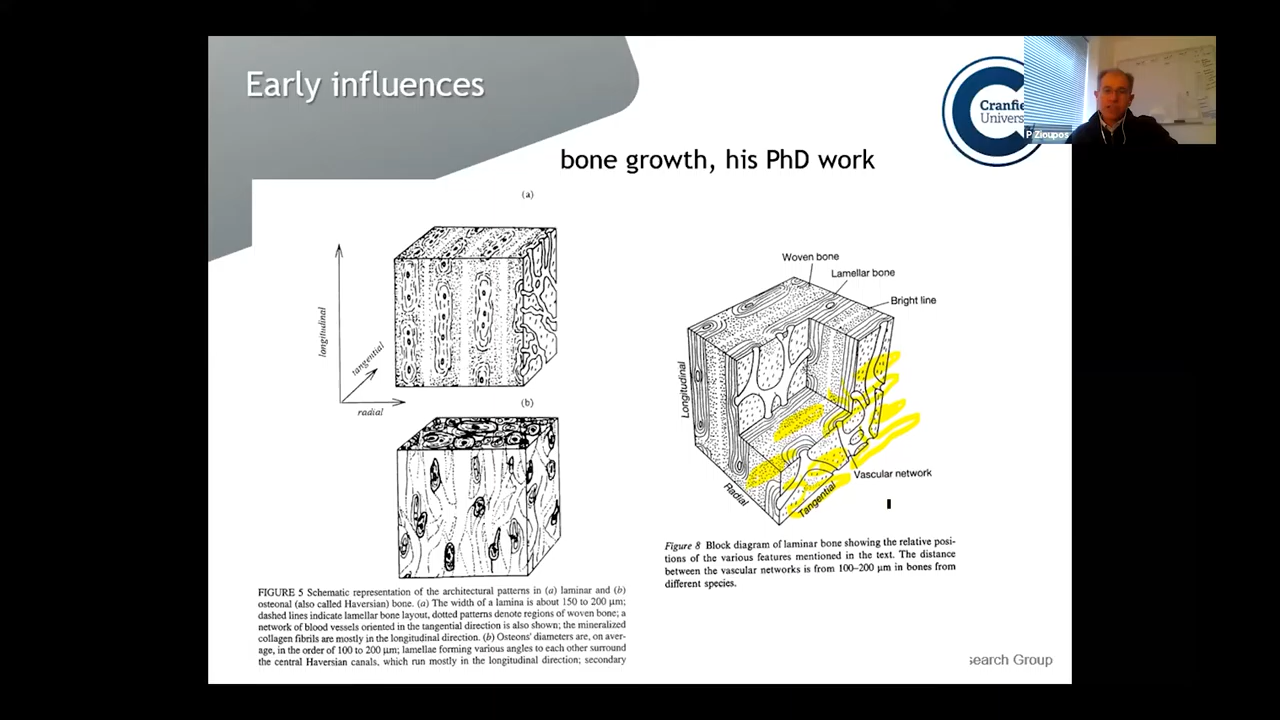 Early influences
Cranfie
Univers
P Zioupos
bone growth, his PhD work
(a)
longitudinal
tangential
radial
(b)
FIGURE 5 Schematic representation of the architectural patterns in (a) laminar and (b)
osteonal (also called Haversian) bone. (a) The width of a lamina is about 150 to 200 μm;
dashed lines indicate lamellar bone layout, dotted patterns denote regions of woven bone; a
network of blood vessels oriented in the tangential direction is also shown; the mineralized
collagen fibrils are mostly in the longitudinal direction. (b) Osteons' diameters are, on aver-
age, in the order of 100 to 200 μm; lamellae forming various angles to each other surround
the central Haversian canals, which run mostly in the longitudinal direction; secondary
Woven bone
Lamellar bone
Bright line
Longitudinal
Vascular network
Radial
Tangential
Figure 8 Block diagram of laminar bone showing the relative posi-
tions of the various features mentioned in the text. The distance
between the vascular networks is from 100–200 μm in bones from
different species.
search Group